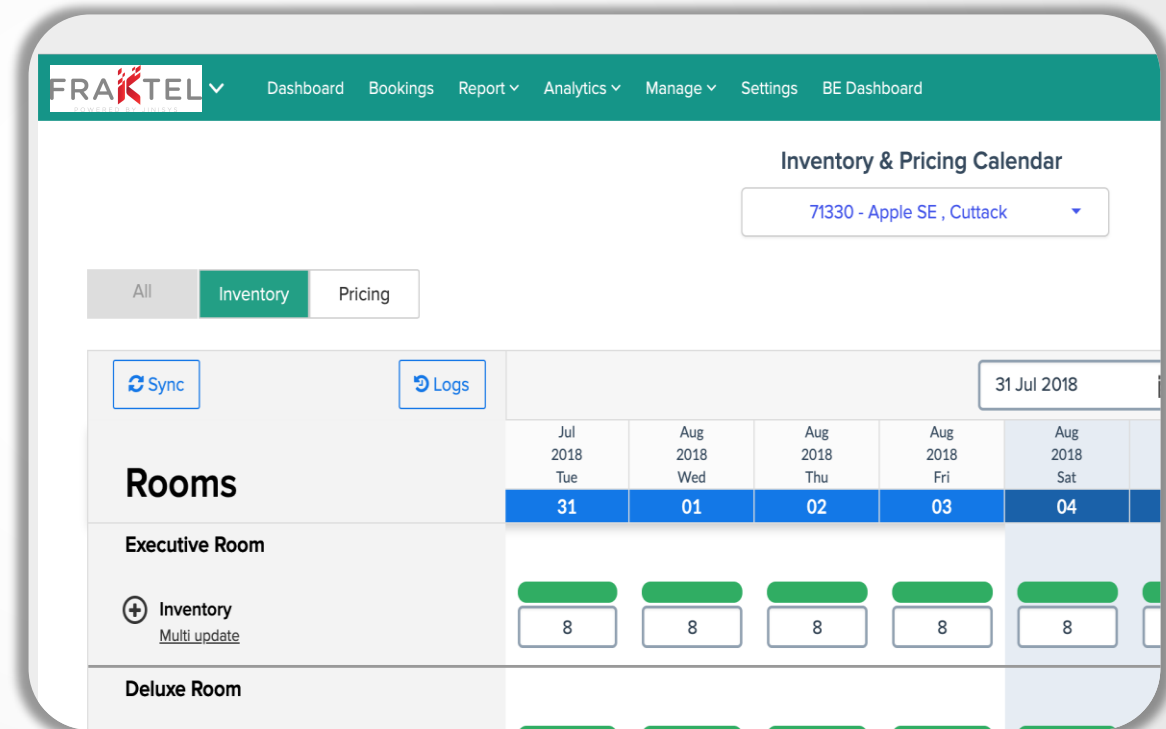 FRAKTEL
POWERED BY JINISYS
Dashboard Bookings Report Analytics Manage Settings BE Dashboard
Inventory & Pricing Calendar
71330 - Apple SE , Cuttack
All Inventory Pricing
Sync Logs 31 Jul 2018
Jul Aug Aug Aug Aug
2018 2018 2018 2018 2018
Tue Wed Thu Fri Sat
Rooms
31 01 02 03 04
Executive Room
Inventory
Multi update
8 8 8 8 8
Deluxe Room